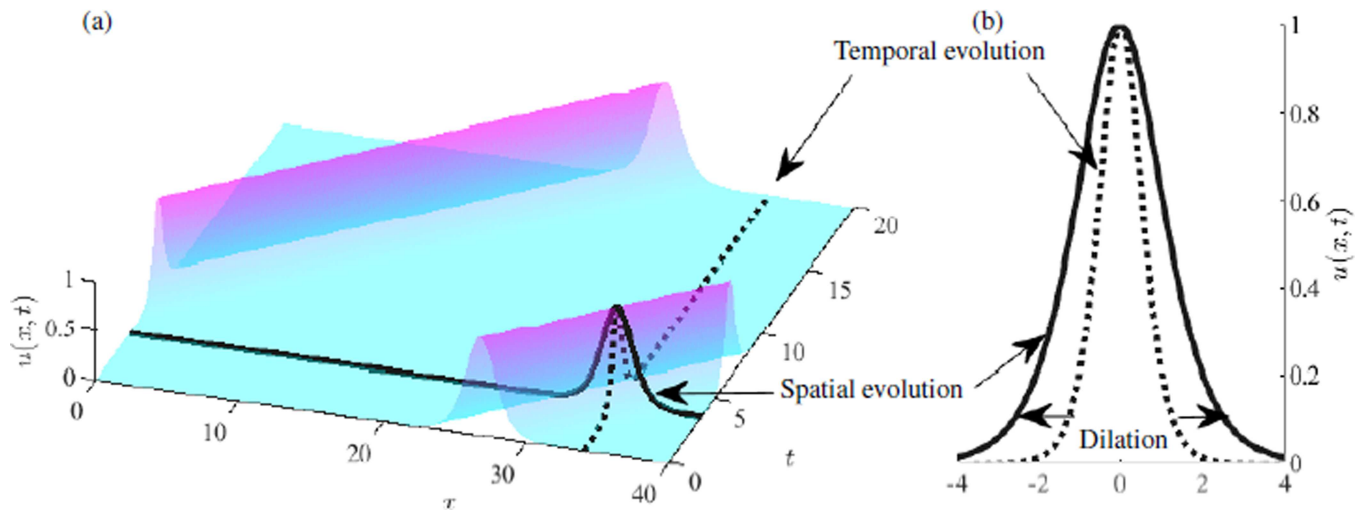 (a)
(b)
Temporal evolution
1
0.8
0.6
0.4
0.2
0
u(x, t)
20
15
10
5
0
t
1
0.5
0
u(x, t)
0
10
20
30
40
x
Spatial evolution
Dilation
-4
-2
0
2
4